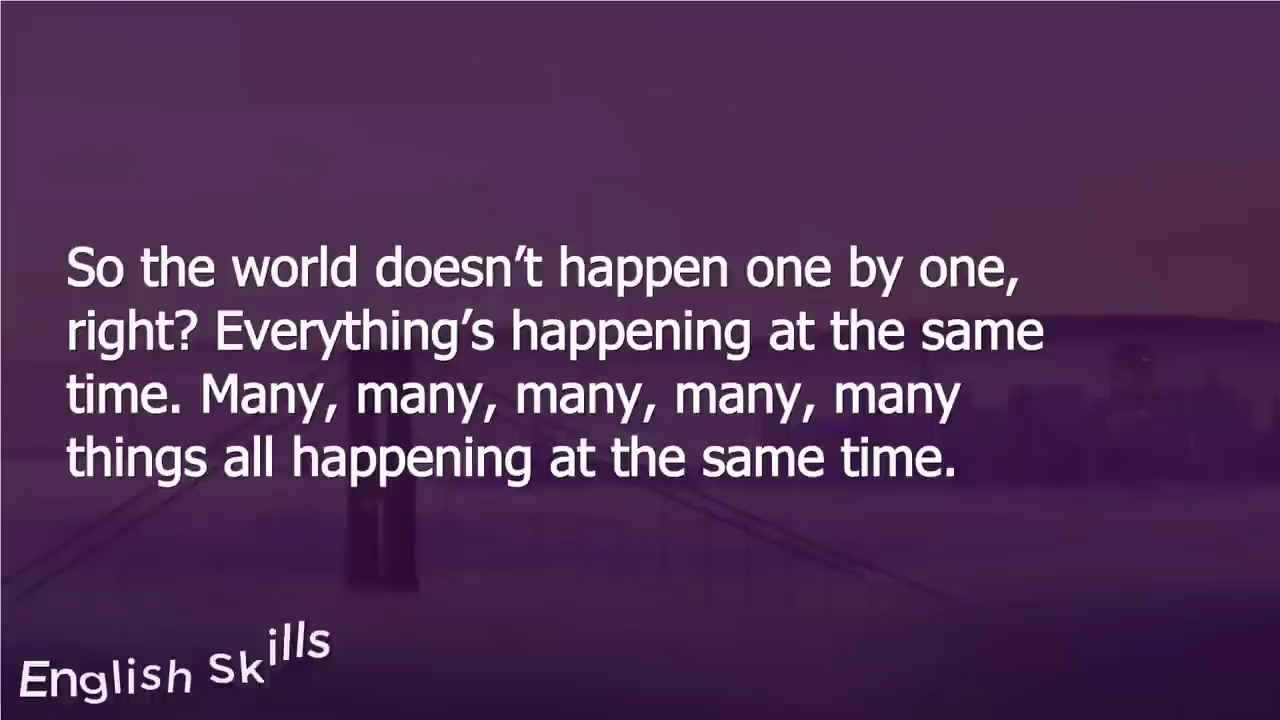 So the world doesn’t happen one by one,
right? Everything’s happening at the same
time. Many, many, many, many, many
things all happening at the same time.
English Skills